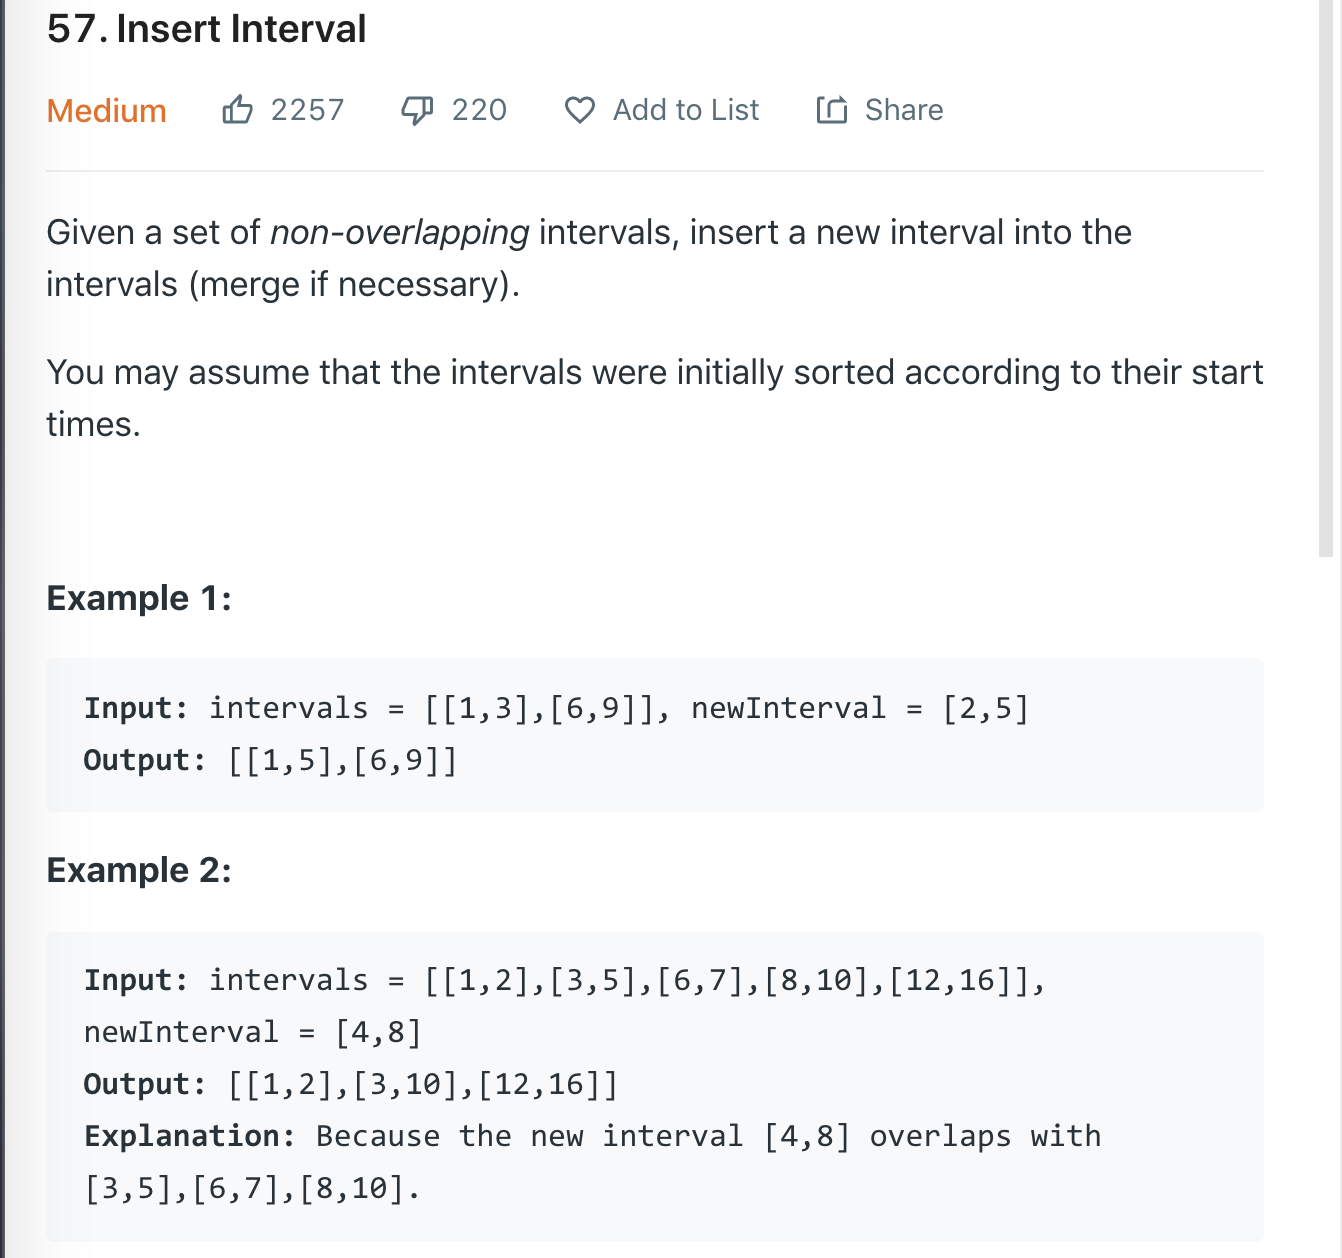 57. Insert Interval
Medium 2257 220 Add to List Share
Given a set of non-overlapping intervals, insert a new interval into the
intervals (merge if necessary).
You may assume that the intervals were initially sorted according to their start
times.
Example 1:
Input: intervals = [[1,3],[6,9]], newInterval = [2,5]
Output: [[1,5],[6,9]]
Example 2:
Input: intervals = [[1,2],[3,5],[6,7],[8,10],[12,16]],
newInterval = [4,8]
Output: [[1,2],[3,10],[12,16]]
Explanation: Because the new interval [4,8] overlaps with
[3,5],[6,7],[8,10].